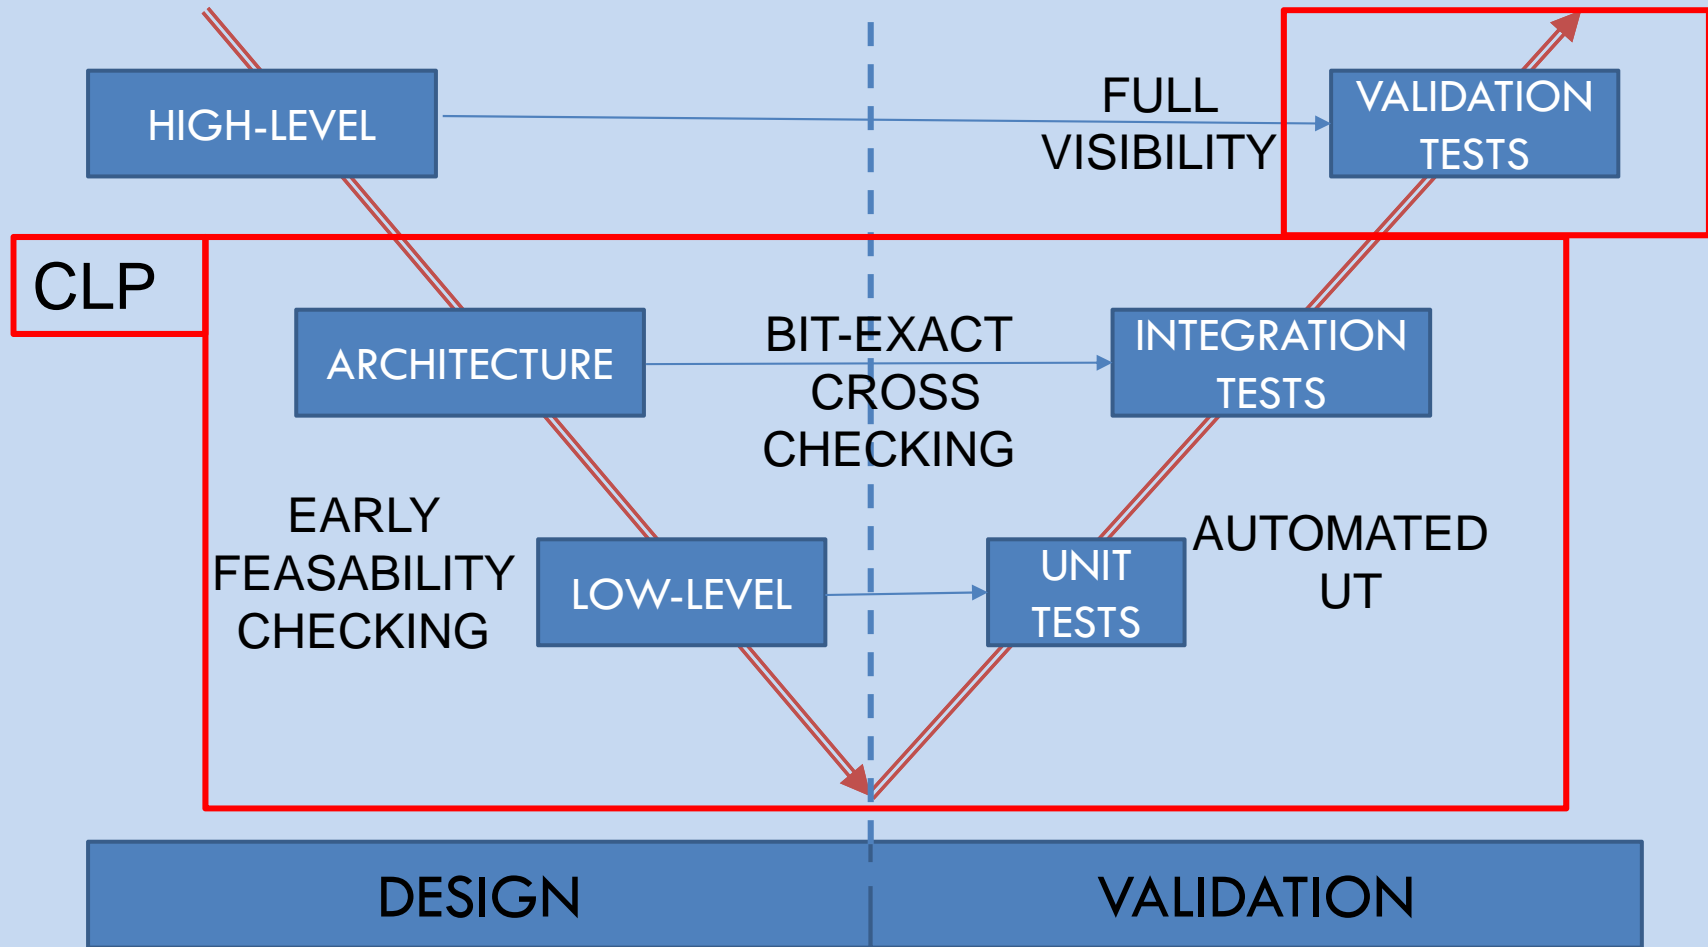 HIGH-LEVEL
FULL
VISIBILITY
VALIDATION
TESTS
CLP
ARCHITECTURE
BIT-EXACT
CROSS
CHECKING
INTEGRATION
TESTS
EARLY
FEASABILITY
CHECKING
LOW-LEVEL
UNIT
TESTS
AUTOMATED
UT
DESIGN
VALIDATION